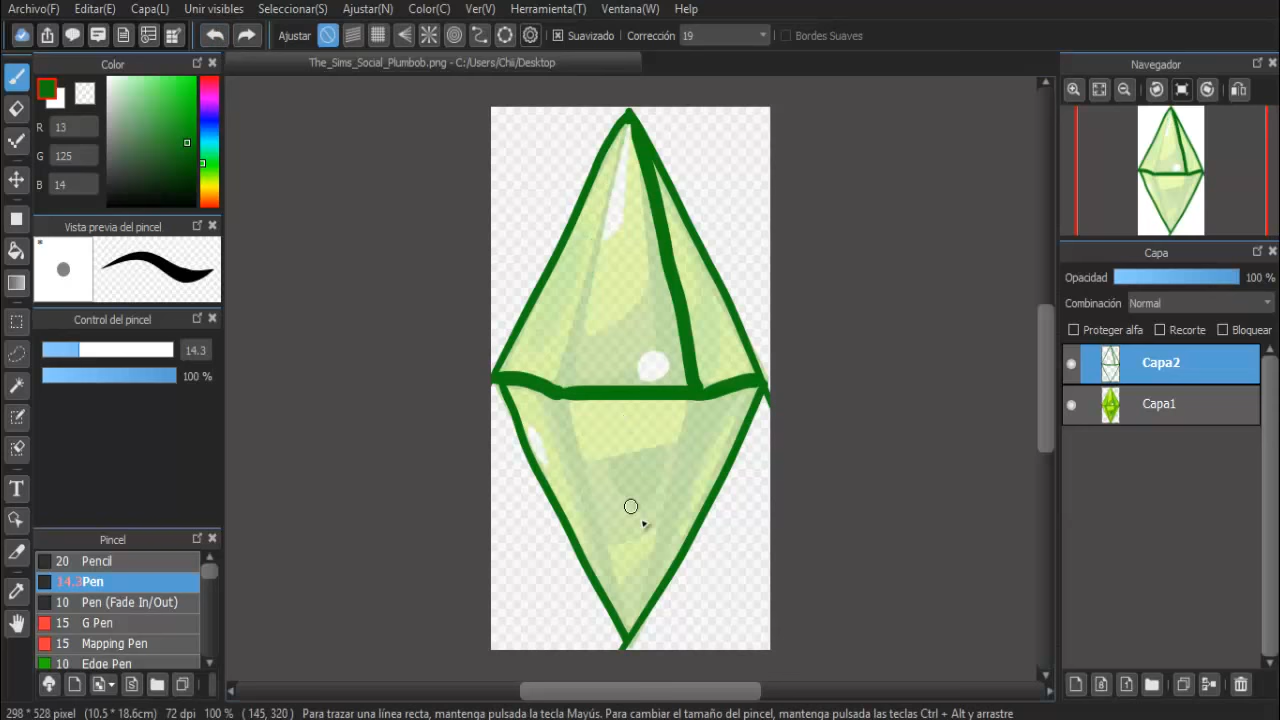 Archivo(F) Editar(E) Capa(L) Unir visibles Seleccionar(S) Ajustar(N) Color(C) Ver(V) Herramienta(T) Ventana(W) Help
Ajustar Suavizado Corrección 19 Bordes Suaves
Color
The_Sims_Social_Plumbob.png - C:/Users/Chii/Desktop
Navegador
R 13
G 125
B 14
Vista previa del pincel
Control del pincel
14.3
100 %
Pincel
20 Pencil
14.3 Pen
10 Pen (Fade In/Out)
15 G Pen
15 Mapping Pen
10 Edge Pen
Capa
Opacidad 100 %
Combinación Normal
Proteger alfa Recorte Bloquear
Capa2
Capa1
298 * 528 pixel (10.5 * 18.6cm) 72 dpi 100 % ( 145, 320 ) Para trazar una línea recta, mantenga pulsada la tecla Mayús. Para cambiar el tamaño del pincel, mantenga pulsada las teclas Ctrl + Alt y arrastre